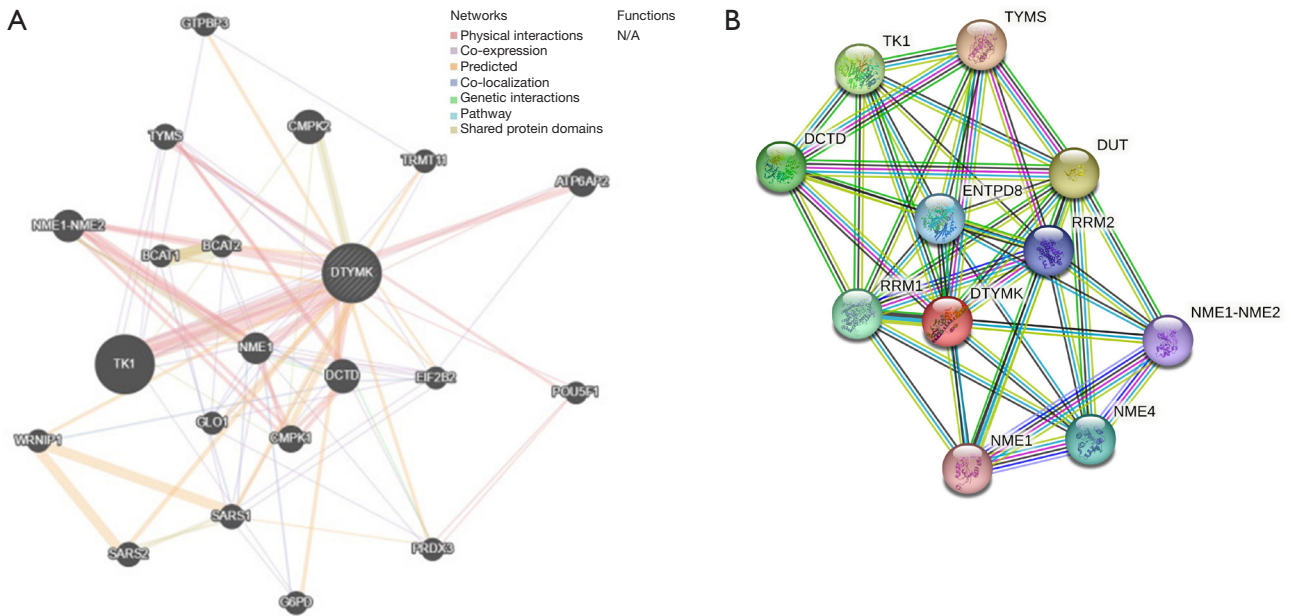 A
Networks
Functions
Physical interactions
N/A
Co-expression
Predicted
Co-localization
Genetic interactions
Pathway
Shared protein domains
GTPBP3
TYMS
CMPK2
TRMT11
ATP6AP2
NME1-NME2
BCAT1
BCAT2
DTYMK
TK1
NME1
DCTD
EIF2B2
POU5F1
GLO1
CMPK1
WRNIP1
SARS1
SARS2
PRDX3
G6PD
B
TYMS
TK1
DCTD
DUT
ENTPD8
RRM2
RRM1
DTYMK
NME1-NME2
NME4
NME1